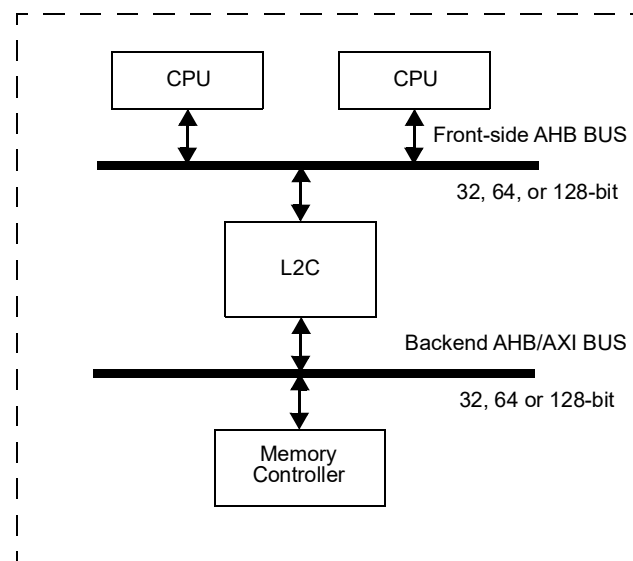 CPU
CPU
Front-side AHB BUS
32, 64, or 128-bit
L2C
Backend AHB/AXI BUS
32, 64 or 128-bit
Memory
Controller